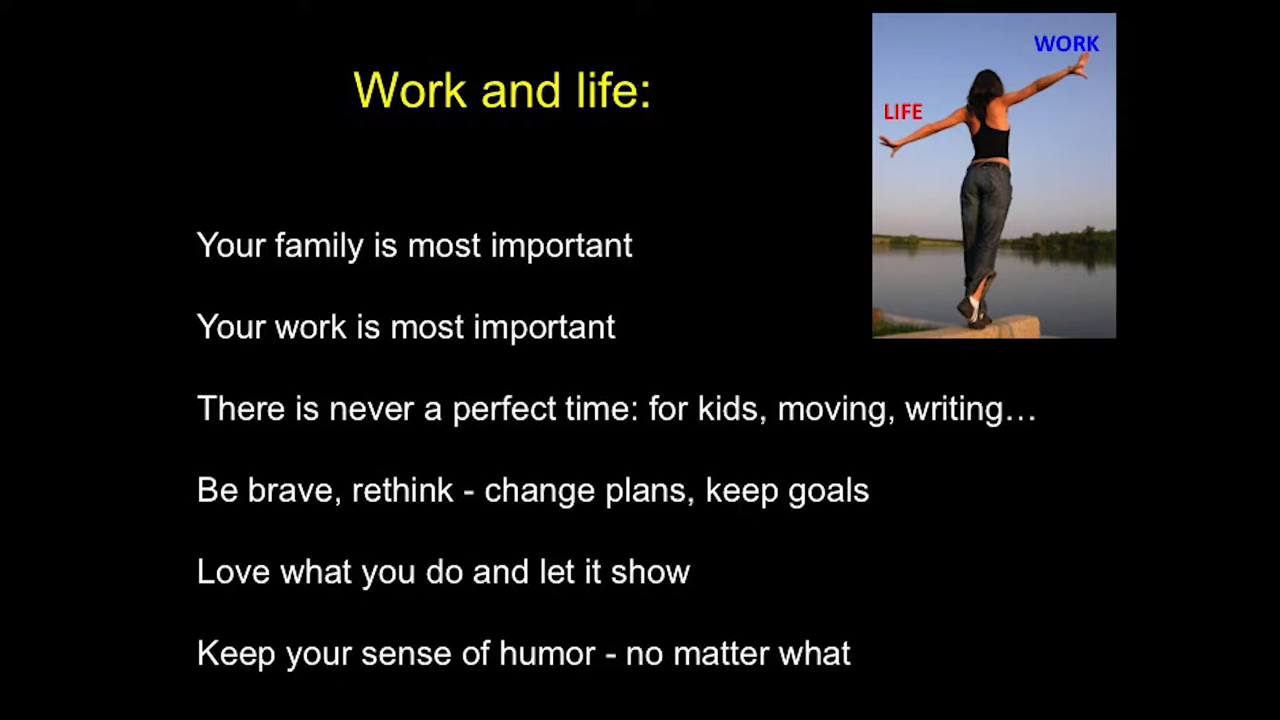 Work and life:
WORK
LIFE
Your family is most important
Your work is most important
There is never a perfect time: for kids, moving, writing…
Be brave, rethink - change plans, keep goals
Love what you do and let it show
Keep your sense of humor - no matter what